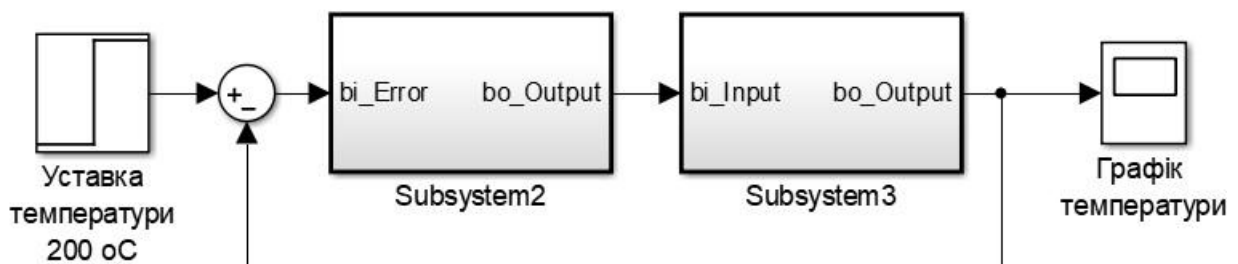 +
−
bi_Error
bo_Output
bi_Input
bo_Output
Subsystem2
Subsystem3
Уставка
температури
200 оС
Графік
температури